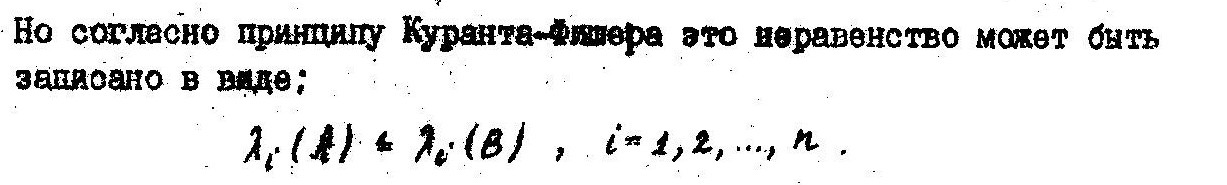 Но согласно принципу Куранта-Фишера это неравенство может быть
записано в виде:
λᵢ(A) ≤ λᵢ(B) , i=1,2,...,n .